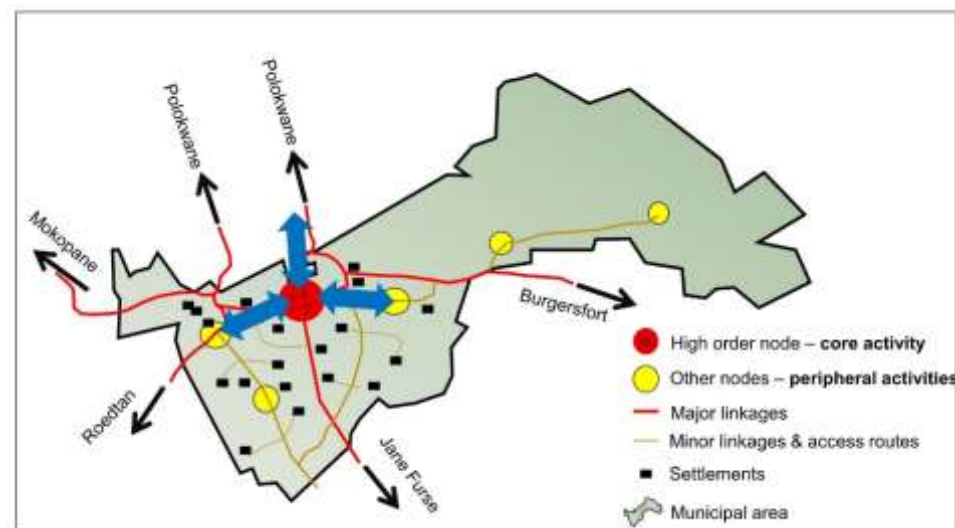 Polokwane
Polokwane
Mokopane
Burgersfort
Roedtan
Jane Furse
High order node – core activity
Other nodes – peripheral activities
Major linkages
Minor linkages & access routes
Settlements
Municipal area